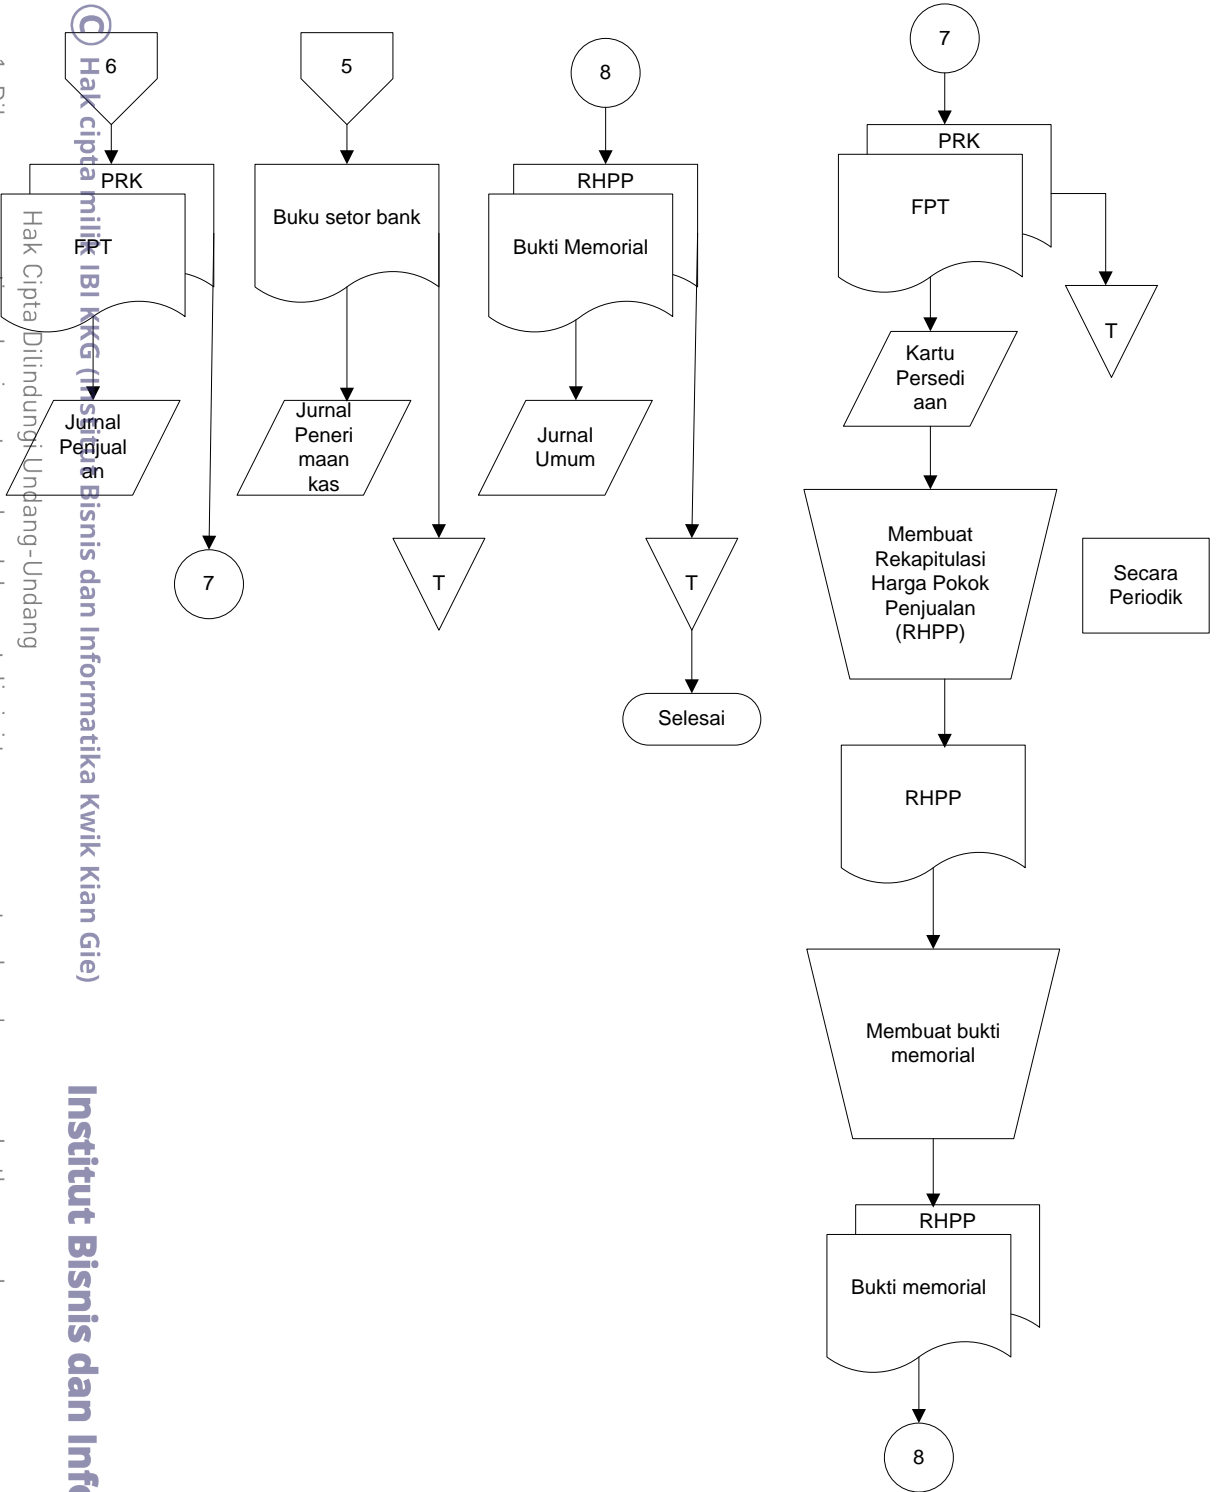 6
PRK
FPT
Jurnal
Penjual
an
7
5
Buku setor bank
Jurnal
Peneri
maan
kas
T
8
RHPP
Bukti Memorial
Jurnal
Umum
T
Selesai
7
PRK
FPT
T
Kartu
Persedi
aan
Membuat
Rekapitulasi
Harga Pokok
Penjualan
(RHPP)
Secara
Periodik
RHPP
Membuat bukti
memorial
RHPP
Bukti memorial
8
© Hak cipta milik IBI KKG (Institut Bisnis dan Informatika Kwik Kian Gie)
Hak Cipta Dilindungi Undang-Undang
Institut Bisnis dan Inf